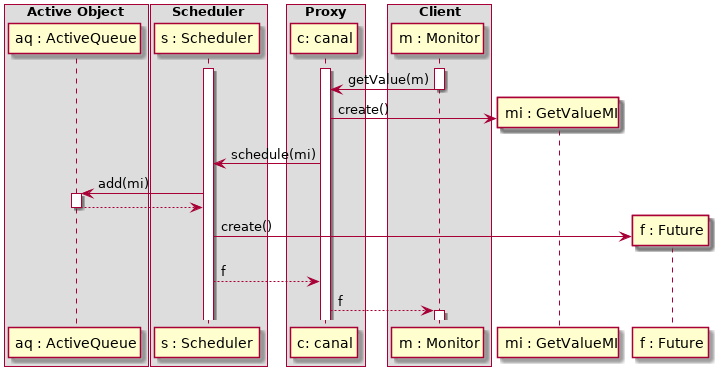 Active Object
Scheduler
Proxy
Client
aq : ActiveQueue
s : Scheduler
c: canal
m : Monitor
getValue(m)
create()
mi : GetValueMI
schedule(mi)
add(mi)
create()
f : Future
f
f
aq : ActiveQueue
s : Scheduler
c: canal
m : Monitor
mi : GetValueMI
f : Future